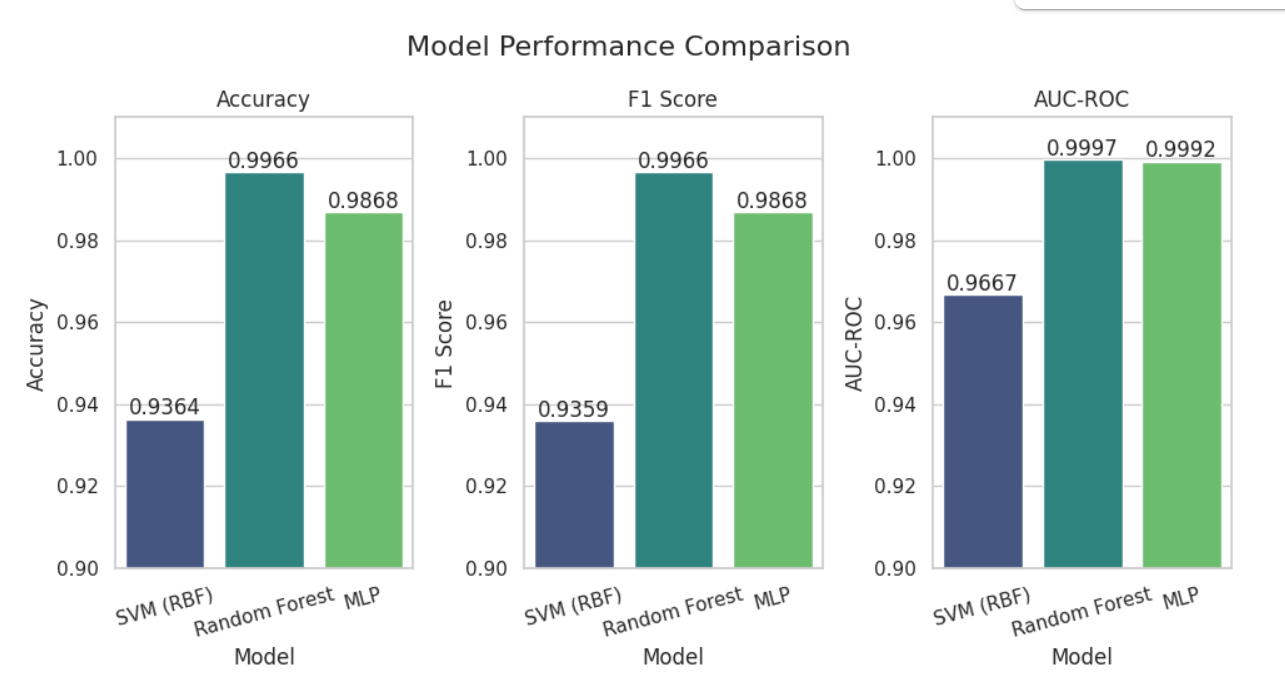 Model Performance Comparison
Accuracy
F1 Score
AUC-ROC
Accuracy
1.00
0.98
0.96
0.94
0.92
0.90
0.9364
0.9966
0.9868
SVM (RBF)
Random Forest
MLP
Model
F1 Score
1.00
0.98
0.96
0.94
0.92
0.90
0.9359
0.9966
0.9868
SVM (RBF)
Random Forest
MLP
Model
AUC-ROC
1.00
0.98
0.96
0.94
0.92
0.90
0.9667
0.9997
0.9992
SVM (RBF)
Random Forest
MLP
Model